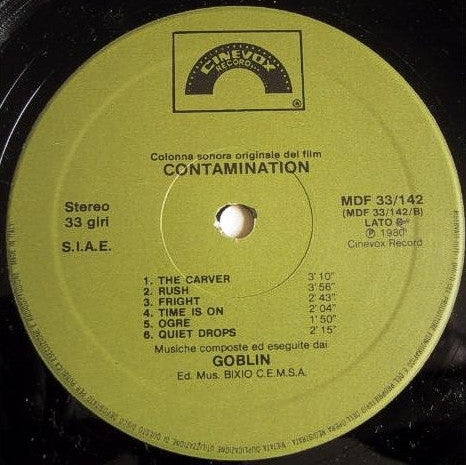 CINEVOX
RECORD
Colonna sonora originale del film
CONTAMINATION
Stereo
33 giri
S.I.A.E.
MDF 33/142
(MDF 33/142/B)
LATO
℗ 1980
Cinevox Record
1. THE CARVER 3'10"
2. RUSH 3'56"
3. FRIGHT 2'43"
4. TIME IS ON 2'04"
5. OGRE 1'50"
6. QUIET DROPS 2'15"
Musiche composte ed eseguite dai
GOBLIN
Ed. Mus. BIXIO C.E.M.S.A.